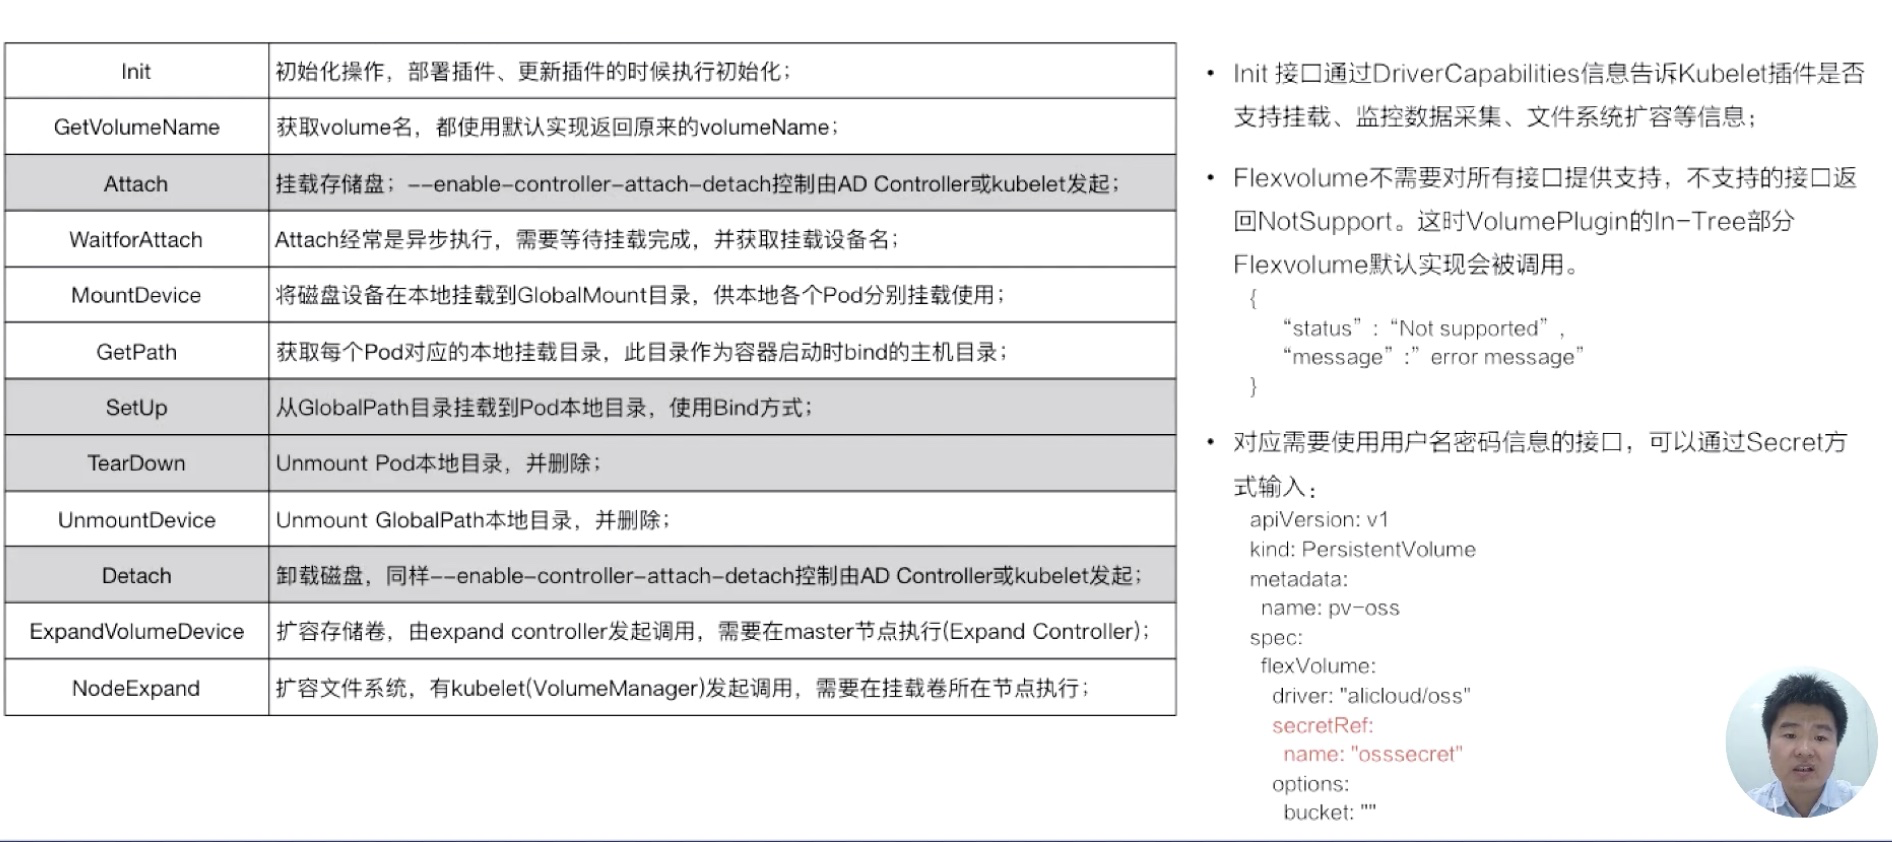 Init
初始化操作，部署插件、更新插件的时候执行初始化；
GetVolumeName
获取volume名，都使用默认实现返回原来的volumeName；
Attach
挂载存储盘；--enable-controller-attach-detach控制由AD Controller或kubelet发起；
WaitforAttach
Attach经常是异步执行，需要等待挂载完成，并获取挂载设备名；
MountDevice
将磁盘设备在本地挂载到GlobalMount目录，供本地各个Pod分别挂载使用；
GetPath
获取每个Pod对应的本地挂载目录，此目录作为容器启动时bind的主机目录；
SetUp
从GlobalPath目录挂载到Pod本地目录，使用Bind方式；
TearDown
Unmount Pod本地目录，并删除；
UnmountDevice
Unmount GlobalPath本地目录，并删除；
Detach
卸载磁盘，同样--enable-controller-attach-detach控制由AD Controller或kubelet发起；
ExpandVolumeDevice
扩容存储卷，由expand controller发起调用，需要在master节点执行(Expand Controller)；
NodeExpand
扩容文件系统，有kubelet(VolumeManager)发起调用，需要在挂载卷所在节点执行；
• Init 接口通过DriverCapabilities信息告诉Kubelet插件是否
支持挂载、监控数据采集、文件系统扩容等信息；
• Flexvolume不需要对所有接口提供支持，不支持的接口返
回NotSupport。这时VolumePlugin的In-Tree部分
Flexvolume默认实现会被调用。
{
“status”: “Not supported”,
“message”:” error message”
}
• 对应需要使用用户名密码信息的接口，可以通过Secret方
式输入：
apiVersion: v1
kind: PersistentVolume
metadata:
name: pv-oss
spec:
flexVolume:
driver: "alicloud/oss"
secretRef:
name: "osssecret"
options:
bucket: ""